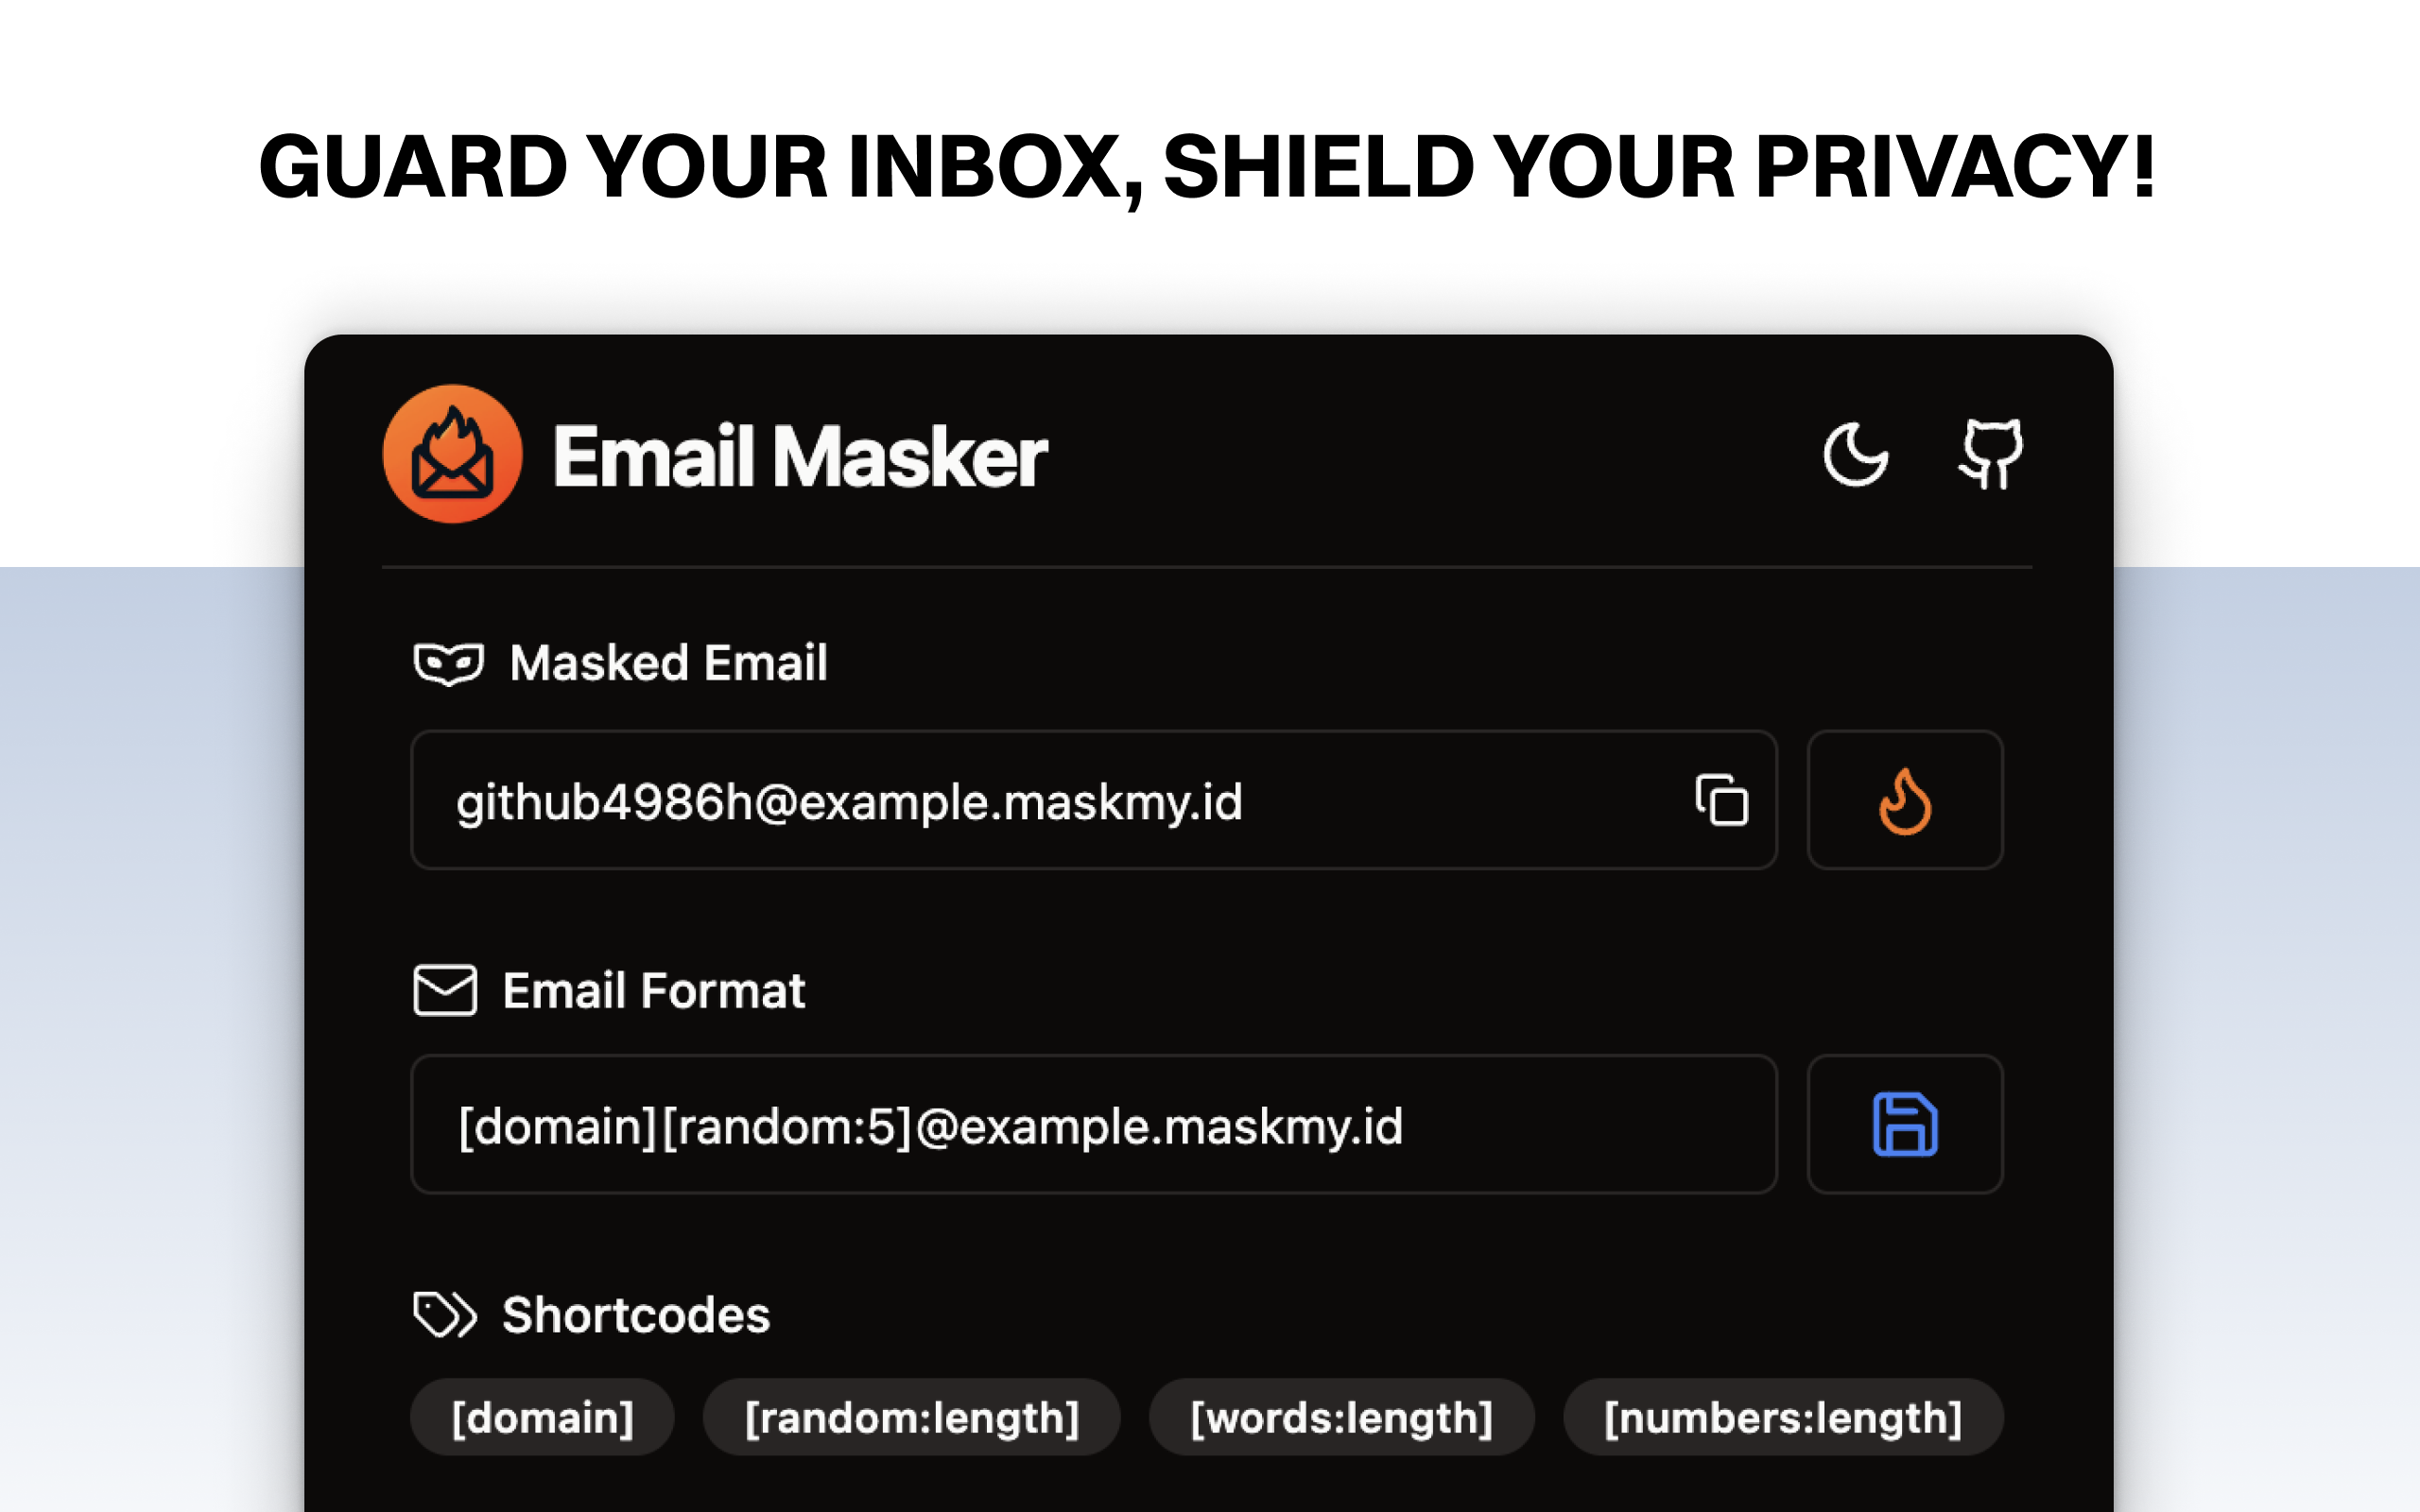 GUARD YOUR INBOX, SHIELD YOUR PRIVACY!
Email Masker
Masked Email
github4986h@example.maskmy.id
Email Format
[domain][random:5]@example.maskmy.id
Shortcodes
[domain] [random:length] [words:length] [numbers:length]